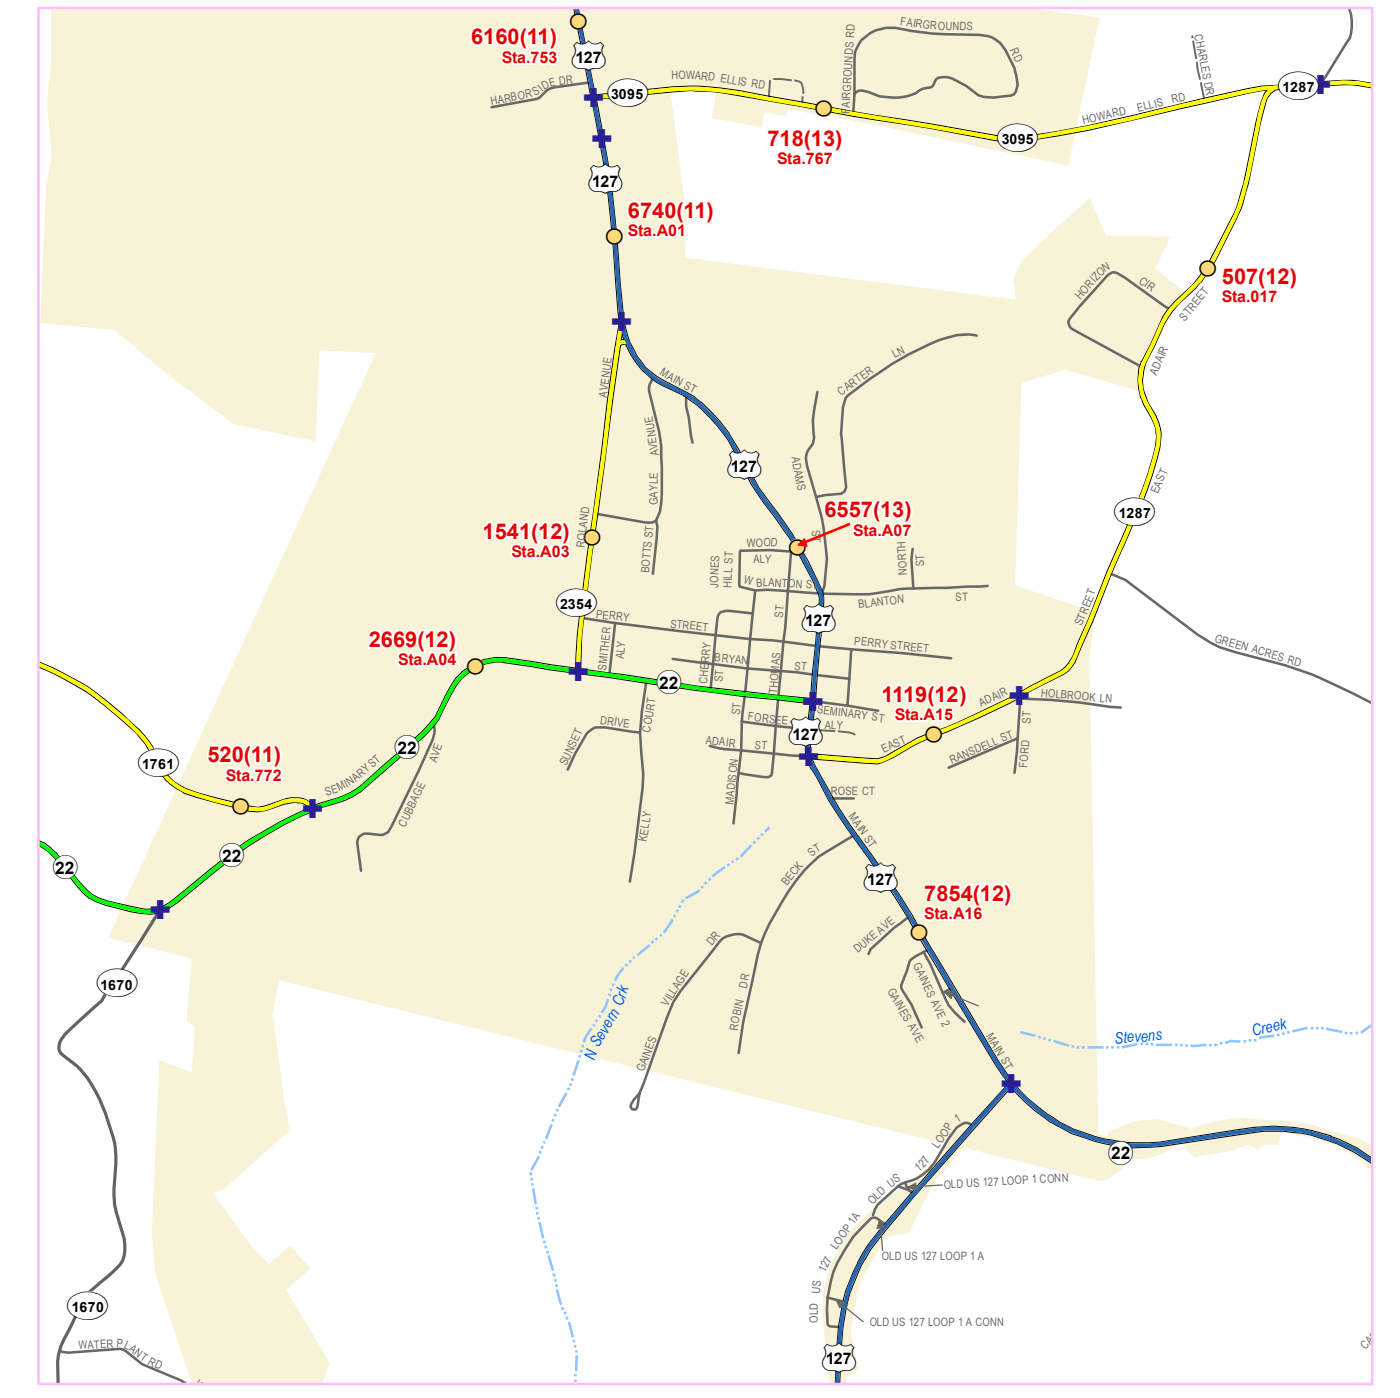 6160(11)
Sta.753
127
HARBORSIDE DR
3095
HOWARD ELLIS RD
FAIRGROUNDS RD
FAIRGROUNDS
RD
718(13)
Sta.767
3095
HOWARD ELLIS RD
CHARLES DR
1287
127
6740(11)
Sta.A01
HORIZON
CIR
507(12)
Sta.017
STREET
ADAIR
AVENUE
MAIN ST
CARTER
LN
AVENUE
GAYLE
127
ADAMS
ST
EAST
1287
6557(13)
Sta.A07
1541(12)
Sta.A03
ROLAND
BOTTS ST
JONES
HILL ST
WOOD
ALY
W BLANTON S
NORTH
ST
BLANTON
ST
2354
PERRY
STREET
SMITHER
ALY
ST
127
PERRY STREET
STREET
GREEN ACRES RD
2669(12)
Sta.A04
CHERRY
ST
BRYAN
ST
THOMAS
22
1119(12)
Sta.A15
ADAIR
HOLBROOK LN
SEMINARY ST
ST
FORSEE
ALY
127
ADAIR
ST
EAST
RANSDELL ST
FORD
ST
SUNSET
DRIVE
COURT
1761
520(11)
Sta.772
SEMINARY ST
22
CUBBAGE
AVE
MADISON
KELLY
ROSE CT
MAIN ST
22
22
BECK
ST
127
7854(12)
Sta.A16
DUKE AVE
GAINES AVE 2
GAINES AVE
1670
VILLAGE
DR
ROBIN
DR
GAINES
N Severn Crk
MAIN ST
Stevens
Creek
22
OLD US 127 LOOP 1
OLD US 127 LOOP 1 CONN
OLD US 127 LOOP 1A
OLD US 127 LOOP 1 A
OLD US 127 LOOP 1 A CONN
127
1670
WATER PLANT RD
CA